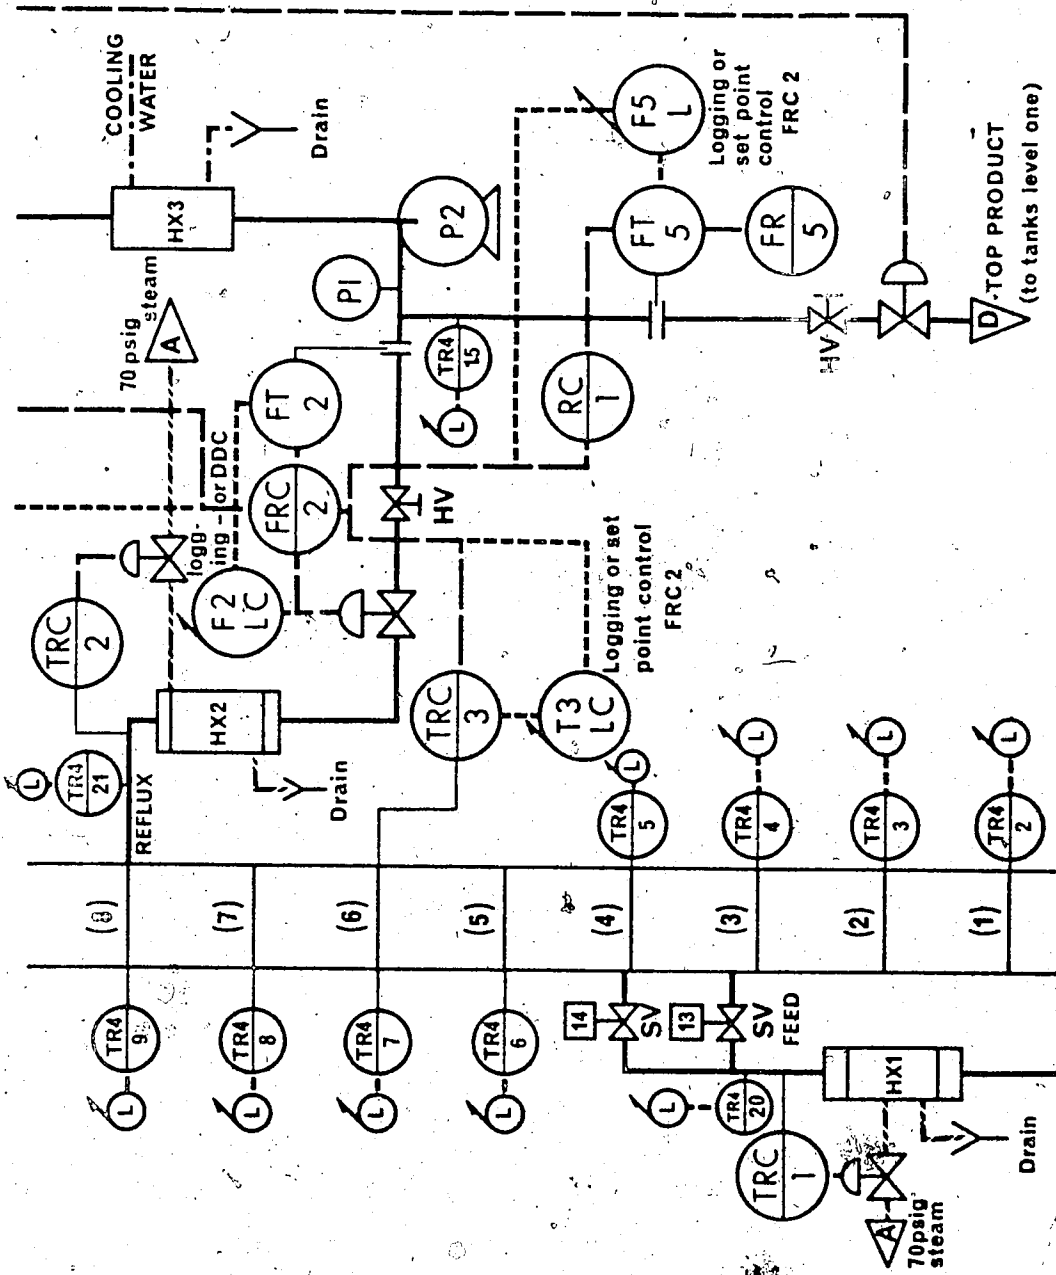 COOLING
WATER
Drain
HX3
70 psig
steam
A
P2
PI
F5
L
Logging or
set point
control
FRC 2
FT
5
FR
5
D
-TOP PRODUCT
(to tanks level one)
HV
TR4
15
L
RC
1
FT
2
FRC
2
logg-
ing - or DDC
F2
LC
HV
TRC
2
HX2
Drain
TRC
3
T3
LC
Logging or set
point control
FRC2
L
TR4
21
REFLUX
TR4
5
L
TR4
4
L
TR4
3
L
TR4
2
L
(8)
(7)
(6)
(5)
(4)
(3)
(2)
(1)
TR4
9
L
TR4
8
L
TR4
7
L
TR4
6
L
14
SV
13
SV
FEED
L
TR4
20
HX1
Drain
TRC
1
A
70psig
steam